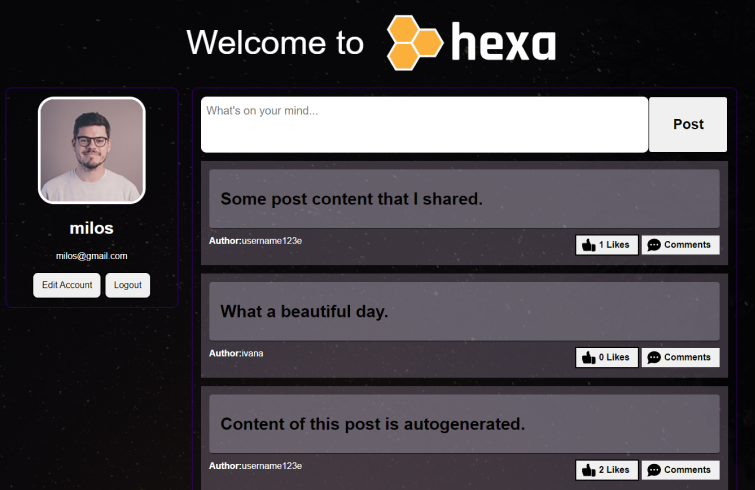 Welcome to hexa
milos
milos@gmail.com
Edit Account Logout
What's on your mind...
Post
Some post content that I shared.
Author:username123e
1 Likes
Comments
What a beautiful day.
Author:ivana
0 Likes
Comments
Content of this post is autogenerated.
Author:username123e
2 Likes
Comments